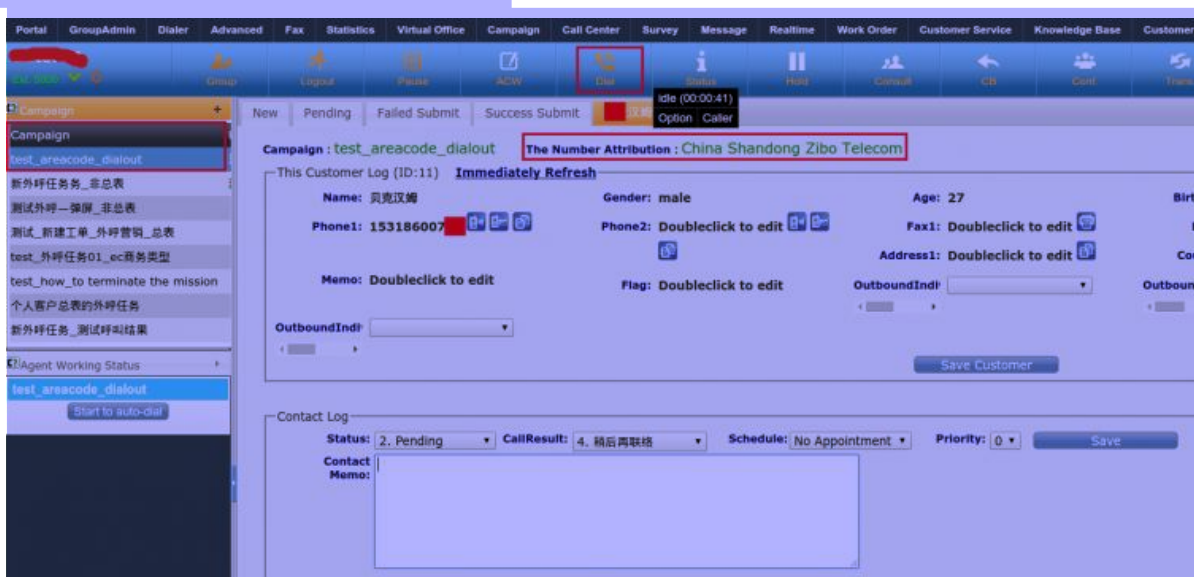 Portal GroupAdmin Dialer Advanced Fax Statistics Virtual Office Campaign Call Center Survey Message Realtime Work Order Customer Service Knowledge Base Customer
Group Logout Pause ACW Dial Status Hold Consult CB Conf. Trans
Idle (00:00:41)
Option Caller
Campaign +
Campaign
test_areacode_dialout
新外呼任务务_非总表
测试外呼—弹屏_非总表
测试_新建工单_外呼营销_总表
test_外呼任务01_ec商务类型
test_how_to terminate the mission
个人客户总表的外呼任务
新外呼任务_测试呼叫结果
Agent Working Status
test_areacode_dialout
Start to auto-dial
New Pending Failed Submit Success Submit 汉姆
Campaign : test_areacode_dialout The Number Attribution : China Shandong Zibo Telecom
This Customer Log (ID:11) Immediately Refresh
Name: 贝克汉姆 Gender: male Age: 27 Birt
Phone1: 153186007 Phone2: Doubleclick to edit Fax1: Doubleclick to edit
Address1: Doubleclick to edit Co
Memo: Doubleclick to edit Flag: Doubleclick to edit OutboundIndi Outboun
OutboundIndi
Save Customer
Contact Log
Status: 2. Pending CallResult: 4. 稍后再联络 Schedule: No Appointment Priority: 0 Save
Contact Memo: